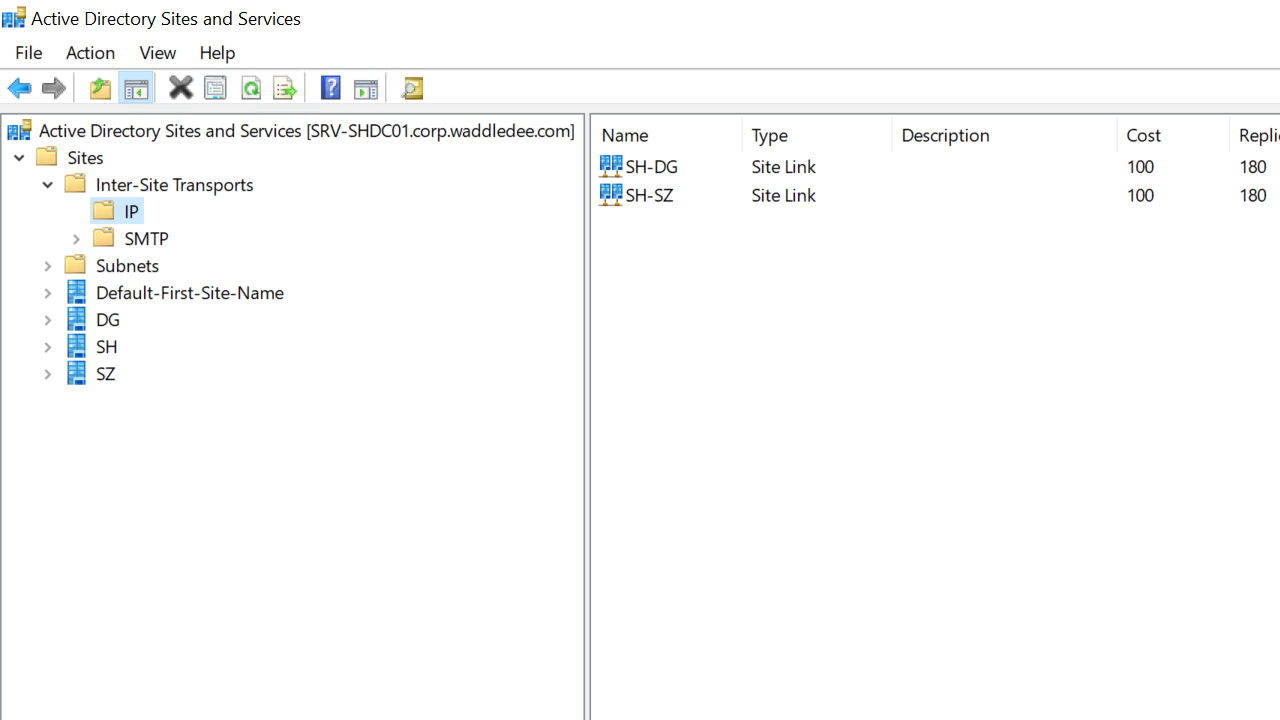 Active Directory Sites and Services
File Action View Help
Active Directory Sites and Services [SRV-SHDC01.corp.waddledee.com]
Sites
Inter-Site Transports
IP
SMTP
Subnets
Default-First-Site-Name
DG
SH
SZ
Name Type Description Cost Replic
SH-DG Site Link 100 180
SH-SZ Site Link 100 180